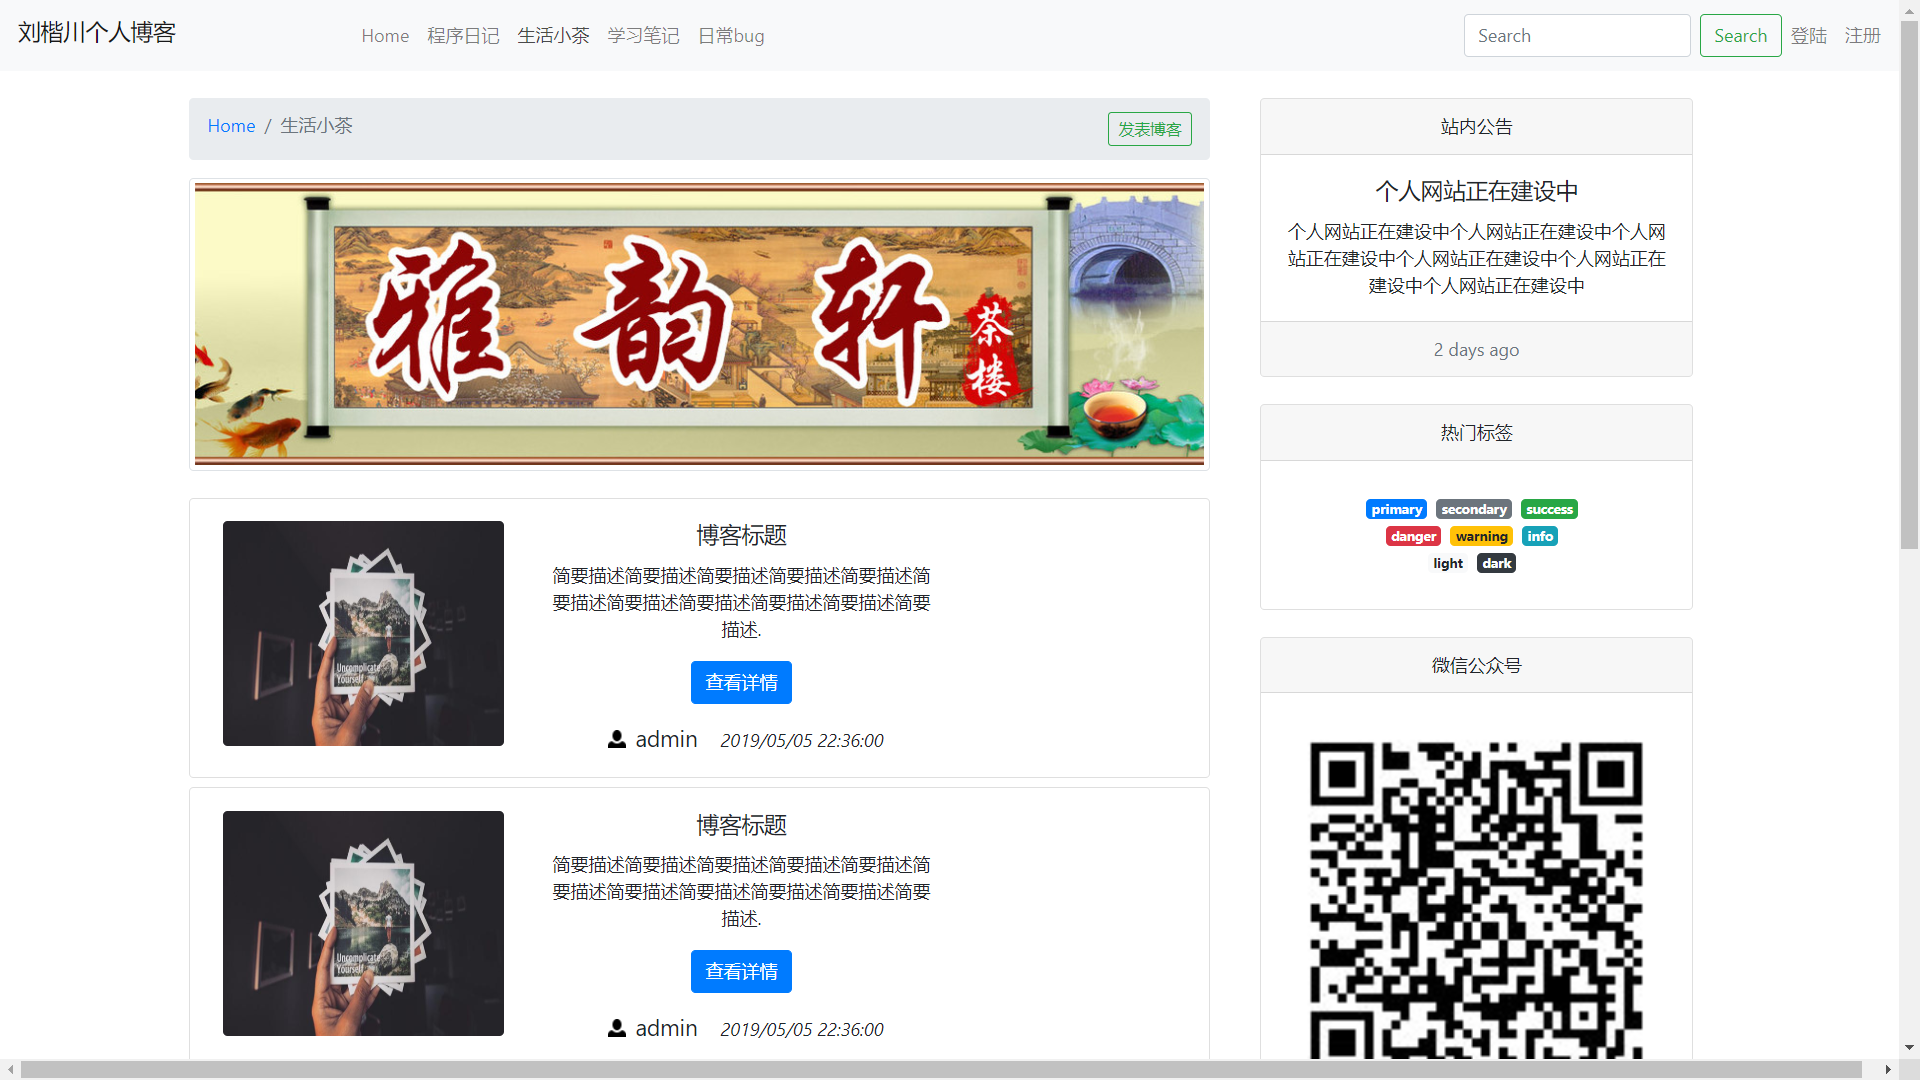 刘楷川个人博客
Home 程序日记 生活小茶 学习笔记 日常bug
Search Search 登陆 注册
Home / 生活小茶
发表博客
雅韵轩
茶楼
博客标题
简要描述简要描述简要描述简要描述简要描述简
要描述简要描述简要描述简要描述简要描述简要
描述.
查看详情
admin 2019/05/05 22:36:00
Uncomplicate
Yourself
博客标题
简要描述简要描述简要描述简要描述简要描述简
要描述简要描述简要描述简要描述简要描述简要
描述.
查看详情
admin 2019/05/05 22:36:00
Uncomplicate
Yourself
站内公告
个人网站正在建设中
个人网站正在建设中个人网站正在建设中个人网
站正在建设中个人网站正在建设中个人网站正在
建设中个人网站正在建设中
2 days ago
热门标签
primary secondary success
danger warning info
light dark
微信公众号